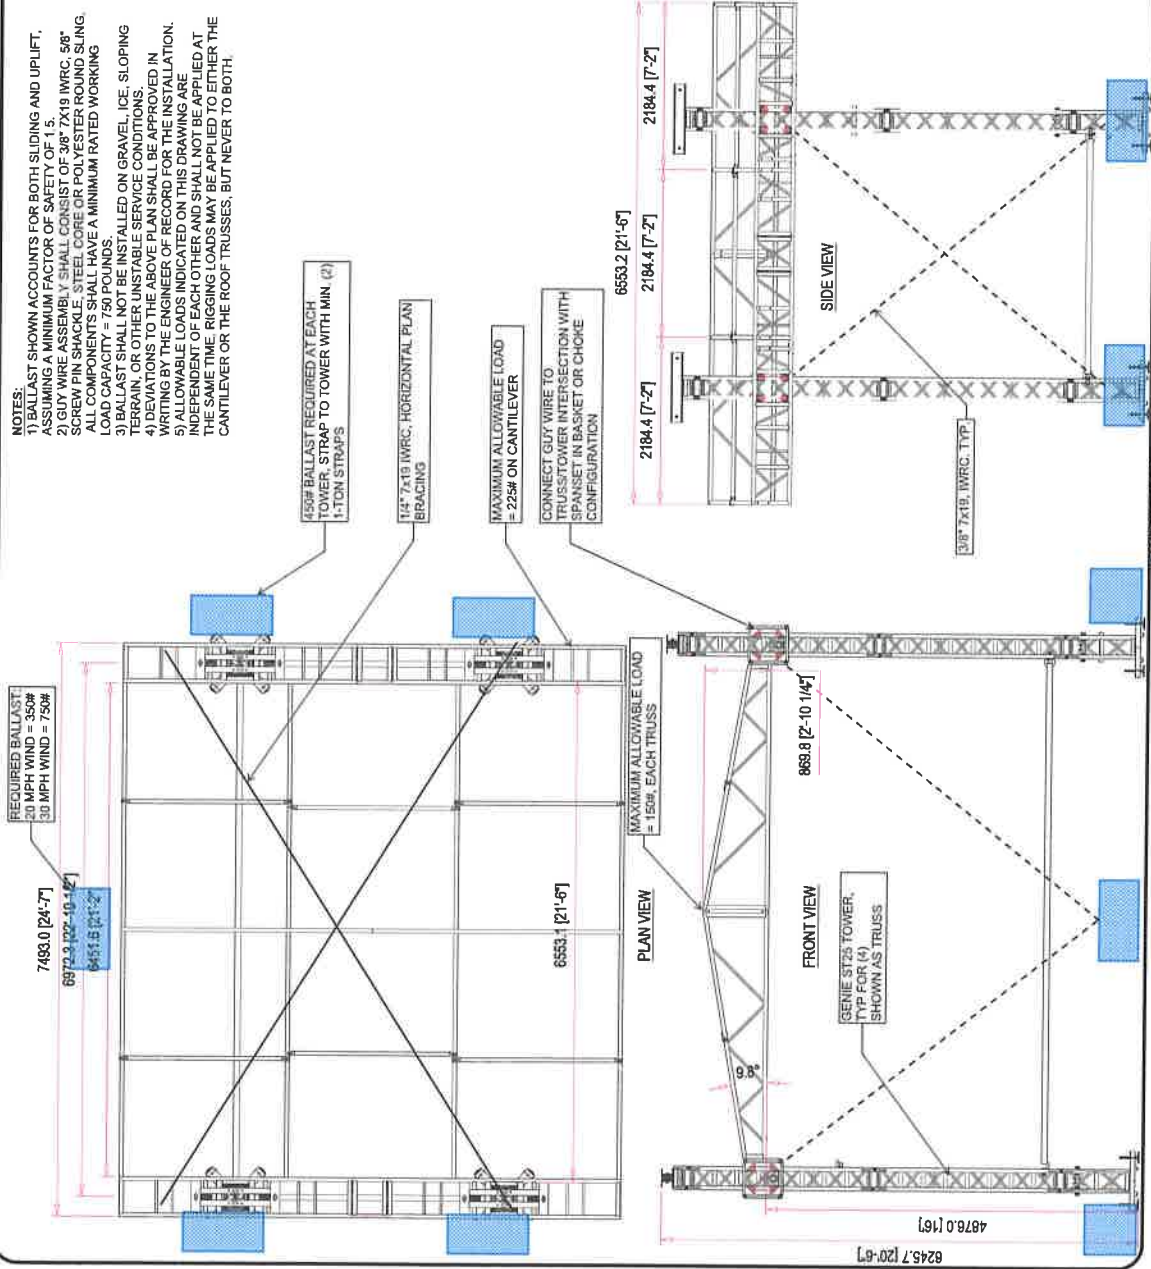 NOTES:
1) BALLAST SHOWN ACCOUNTS FOR BOTH SLIDING AND UPLIFT,
ASSUMING A MINIMUM FACTOR OF SAFETY OF 1.5.
2) GUY WIRE ASSEMBLY SHALL CONSIST OF 3/8" 7X19 IWRC, 5/8"
SCREW PIN SHACKLE, STEEL CORE OR POLYESTER ROUND SLING.
ALL COMPONENTS SHALL HAVE A MINIMUM RATED WORKING
LOAD CAPACITY = 750 POUNDS.
3) BALLAST SHALL NOT BE INSTALLED ON GRAVEL, ICE, SLOPING
TERRAIN, OR OTHER UNSTABLE SERVICE CONDITIONS.
4) DEVIATIONS TO THE ABOVE PLAN SHALL BE APPROVED IN
WRITING BY THE ENGINEER OF RECORD FOR THE INSTALLATION.
5) ALLOWABLE LOADS INDICATED ON THIS DRAWING ARE
INDEPENDENT OF EACH OTHER AND SHALL NOT BE APPLIED AT
THE SAME TIME. RIGGING LOADS MAY BE APPLIED TO EITHER THE
CANTILEVER OR THE ROOF TRUSSES, BUT NEVER TO BOTH.
450# BALLAST REQUIRED AT EACH
TOWER, STRAP TO TOWER WITH MIN. (2)
1-TON STRAPS
1/4" 7x19 IWRC, HORIZONTAL PLAN
BRACING
MAXIMUM ALLOWABLE LOAD
= 225# ON CANTILEVER
CONNECT GUY WIRE TO
TRUSS/TOWER INTERSECTION WITH
SPANSET IN BASKET OR CHOKE
CONFIGURATION
REQUIRED BALLAST:
20 MPH WIND = 350#
30 MPH WIND = 750#
7493.0 [24'-7"]
6972.3 [22'-10 1/2"]
6451.6 [21'-2"]
6553.1 [21'-6"]
PLAN VIEW
MAXIMUM ALLOWABLE LOAD
= 150#, EACH TRUSS
869.8 [2'-10 1/4"]
9.8°
FRONT VIEW
GENIE ST25 TOWER,
TYP FOR (4)
SHOWN AS TRUSS
4876.0 [16']
6245.7 [20'-6"]
6553.2 [21'-6"]
2184.4 [7'-2"]
2184.4 [7'-2"]
2184.4 [7'-2"]
SIDE VIEW
3/8" 7x19, IWRC, TYP.